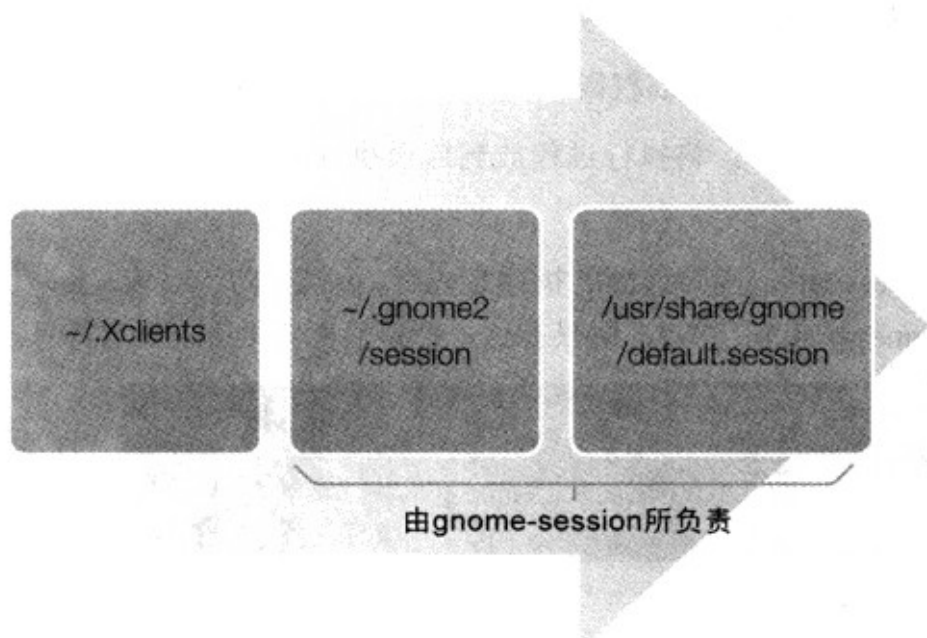 ~/.Xclients
~/.gnome2
/session
/usr/share/gnome
/default.session
由gnome-session所负责